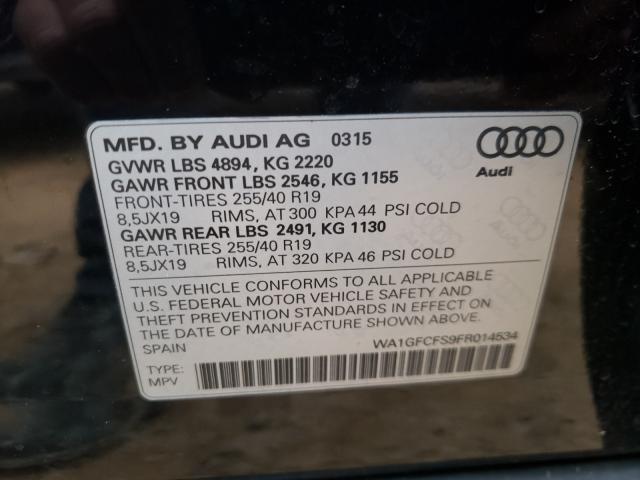 MFD. BY AUDI AG 0315
GVWR LBS 4894, KG 2220
GAWR FRONT LBS 2546, KG 1155
FRONT-TIRES 255/40 R19
8,5JX19 RIMS, AT 300 KPA 44 PSI COLD
GAWR REAR LBS 2491, KG 1130
REAR-TIRES 255/40 R19
8,5JX19 RIMS, AT 320 KPA 46 PSI COLD
Audi
THIS VEHICLE CONFORMS TO ALL APPLICABLE
U.S. FEDERAL MOTOR VEHICLE SAFETY AND
THEFT PREVENTION STANDARDS IN EFFECT ON
THE DATE OF MANUFACTURE SHOWN ABOVE.
SPAIN WA1GFCFS9FR014534
TYPE:
MPV